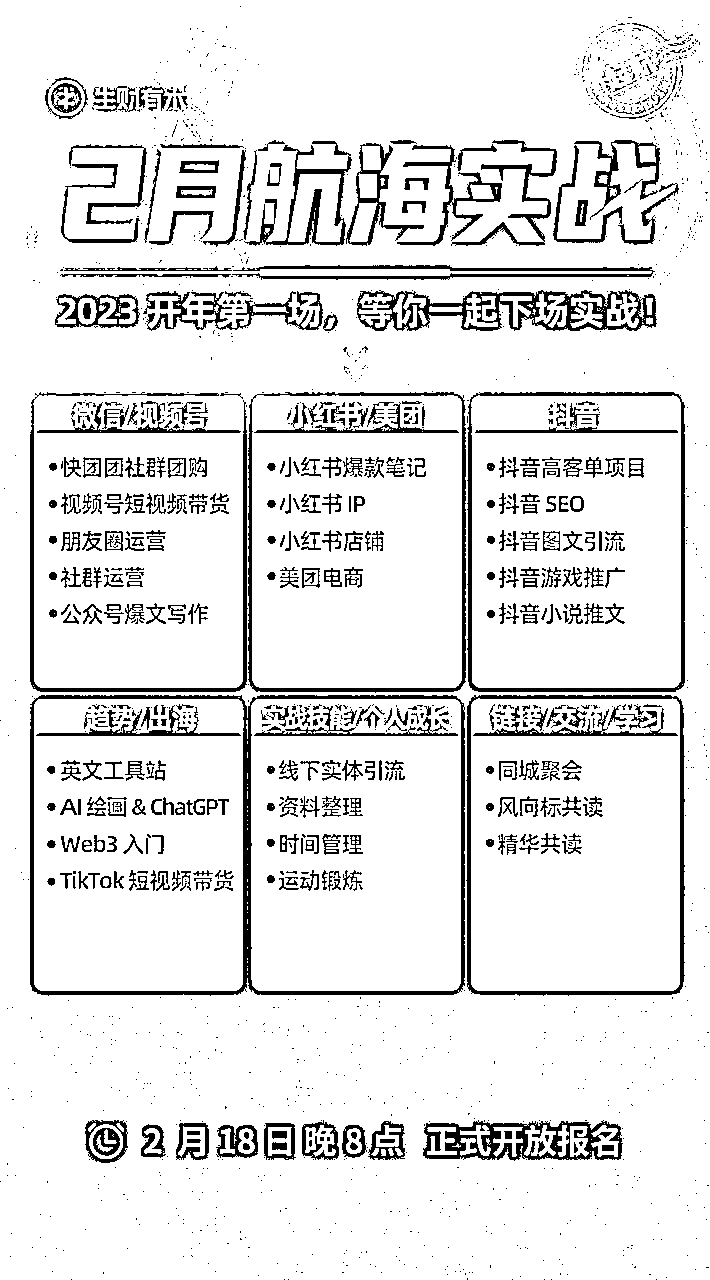 生财有术
2月航海实战
2023 开年第一场，等你一起下场实战！
微信/视频号
•快团团社群团购
•视频号短视频带货
•朋友圈运营
•社群运营
•公众号爆文写作
小红书/美团
•小红书爆款笔记
•小红书 IP
•小红书店铺
•美团电商
抖音
•抖音高客单项目
•抖音 SEO
•抖音图文引流
•抖音游戏推广
•抖音小说推文
趋势/出海
•英文工具站
•AI 绘画 & ChatGPT
•Web3 入门
•TikTok 短视频带货
实战技能/个人成长
•线下实体引流
•资料整理
•时间管理
•运动锻炼
链接/交流/学习
•同城聚会
•风向标共读
•精华共读
2 月 18 日 晚 8 点 正式开放报名